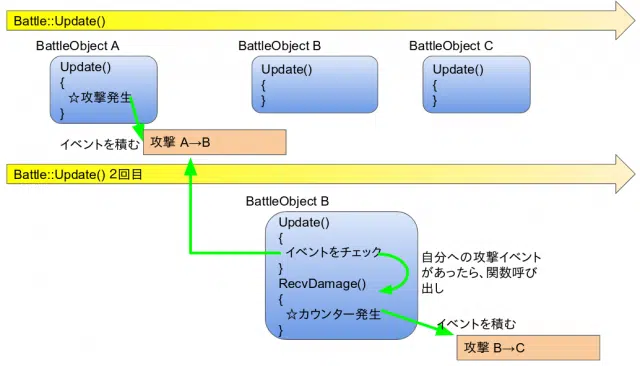 Battle::Update()
BattleObject A
BattleObject B
BattleObject C
Update()
{
☆攻撃発生
}
Update()
{
}
Update()
{
}
イベントを積む
攻撃 A→B
Battle::Update() 2回目
BattleObject B
Update()
{
イベントをチェック
}
RecvDamage()
{
☆カウンター発生
}
自分への攻撃イベント
があったら、関数呼び
出し
イベントを積む
攻撃 B→C